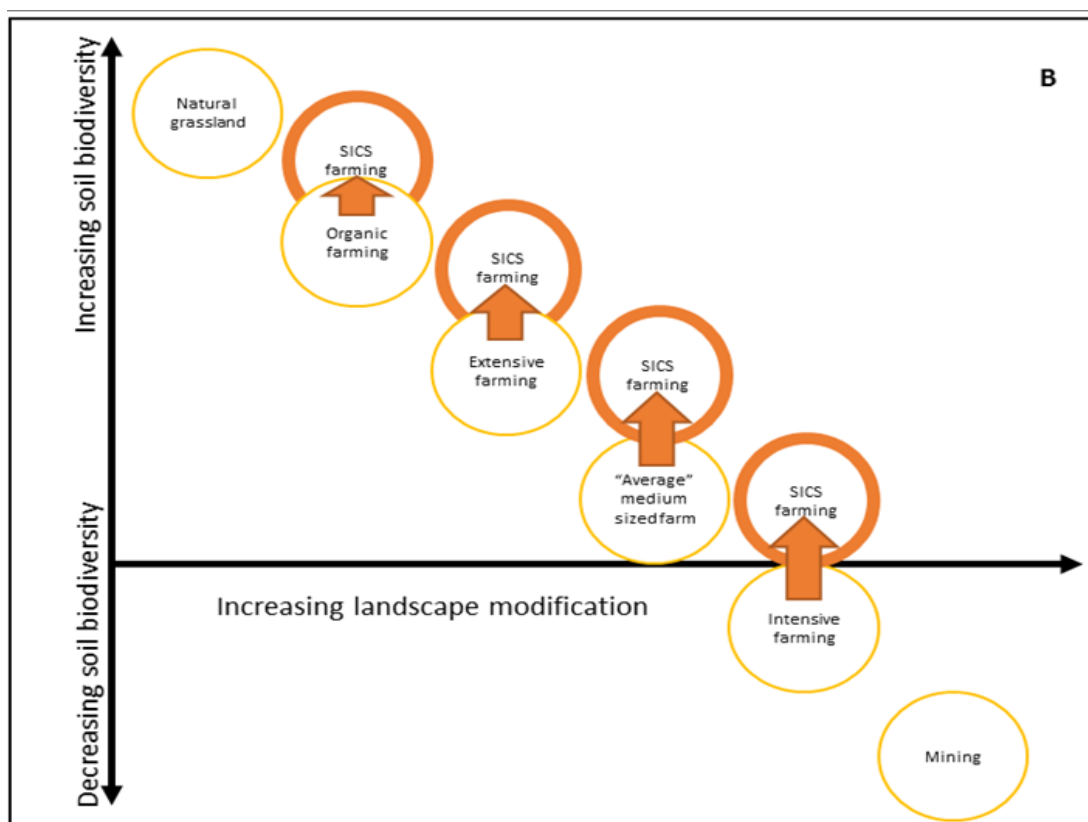 Increasing soil biodiversity
Decreasing soil biodiversity
B
Natural
grassland
SICS
farming
Organic
farming
SICS
farming
Extensive
farming
SICS
farming
“Average”
medium
sized farm
SICS
farming
Increasing landscape modification
Intensive
farming
Mining